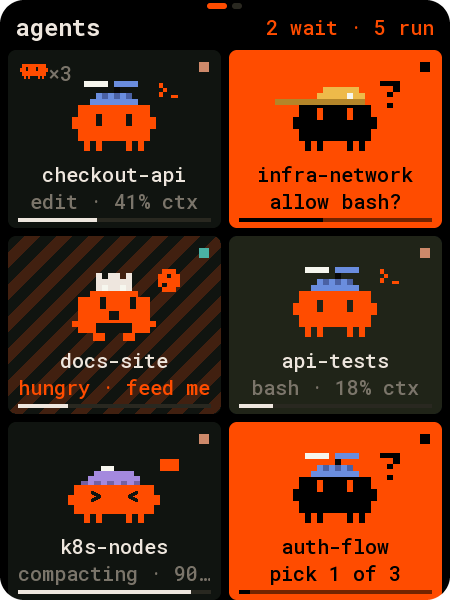 agents
2 wait · 5 run
×3
checkout-api
edit · 41% ctx
infra-network
allow bash?
docs-site
hungry · feed me
api-tests
bash · 18% ctx
k8s-nodes
compacting · 90…
auth-flow
pick 1 of 3